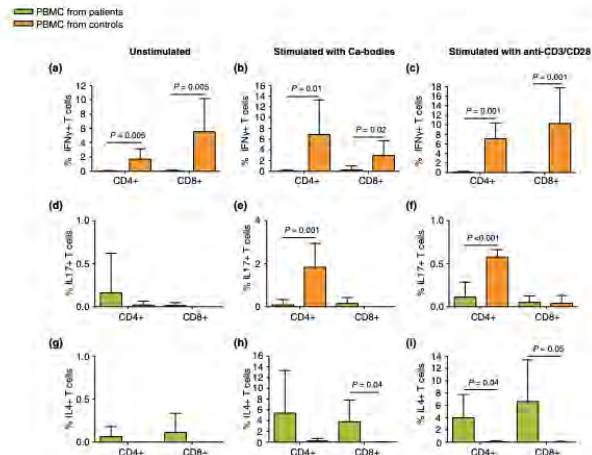 PBMC from patients
PBMC from controls
Unstimulated
Stimulated with Ca-bodies
Stimulated with anti-CD3/CD28
(a)
% IFNγ+ T cells
12
10
8
6
4
2
0
P = 0.005
P = 0.005
CD4+
CD8+
(b)
% IFNγ+ T cells
14
12
10
8
6
4
2
0
P = 0.01
P = 0.02
CD4+
CD8+
(c)
% IFNγ+ T cells
18
16
14
12
10
8
6
4
2
0
P = 0.001
P = 0.001
CD4+
CD8+
(d)
% IL17+ T cells
1.0
0.5
0.0
CD4+
CD8+
(e)
% IL17+ T cells
4
2
0
P = 0.001
CD4+
CD8+
(f)
% IL17+ T cells
1.0
0.5
0.0
P <0.001
CD4+
CD8+
(g)
% IL4+ T cells
1.0
0.5
0.0
CD4+
CD8+
(h)
% IL4+ T cells
16
14
12
10
8
6
4
2
0
P = 0.04
CD4+
CD8+
(i)
% IL4+ T cells
16
14
12
10
8
6
4
2
0
P = 0.04
P = 0.05
CD4+
CD8+